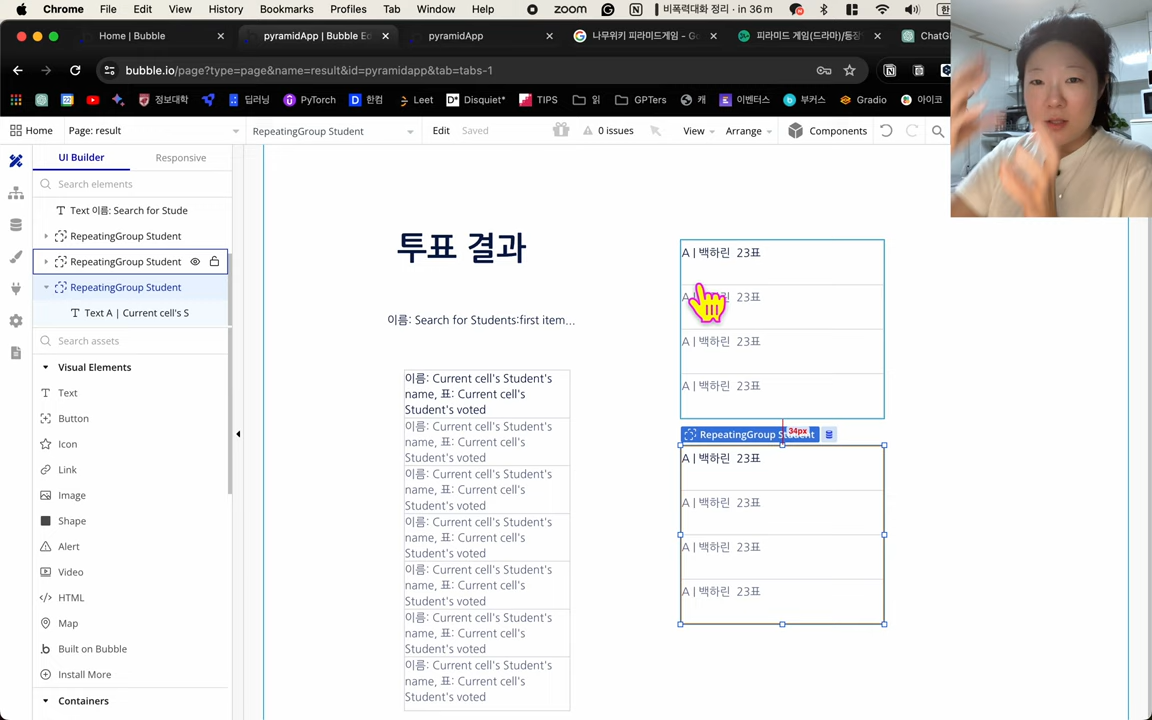 Chrome File Edit View History Bookmarks Profiles Tab Window Help zoom 비폭력대화 정리 · in 36 m
Home | Bubble
pyramidApp | Bubble Ed
pyramidApp
나무위키 피라미드게임 - Go
피라미드 게임(드라마)/등장
ChatG
bubble.io/page?type=page&name=result&id=pyramidapp&tab=tabs-1
정보대학 딥러닝 PyTorch 한컴 Leet Disquiet* TIPS 읽 GPTers 캐 이벤터스 부커스 Gradio 아이코
Home Page: result RepeatingGroup Student Edit Saved 0 issues View Arrange Components
UI Builder Responsive
Search elements
Text 이름: Search for Stude
RepeatingGroup Student
RepeatingGroup Student
RepeatingGroup Student
Text A | Current cell's S
Search assets
Visual Elements
Text
Button
Icon
Link
Image
Shape
Alert
Video
HTML
Map
Built on Bubble
Install More
Containers
투표 결과
이름: Search for Students:first item...
이름: Current cell's Student's
name, 표: Current cell's
Student's voted
이름: Current cell's Student's
name, 표: Current cell's
Student's voted
이름: Current cell's Student's
name, 표: Current cell's
Student's voted
이름: Current cell's Student's
name, 표: Current cell's
Student's voted
이름: Current cell's Student's
name, 표: Current cell's
Student's voted
이름: Current cell's Student's
name, 표: Current cell's
Student's voted
이름: Current cell's Student's
name, 표: Current cell's
Student's voted
A | 백하린 23표
A 23표
A | 백하린 23표
A | 백하린 23표
RepeatingGroup Student
34px
A | 백하린 23표
A | 백하린 23표
A | 백하린 23표
A | 백하린 23표